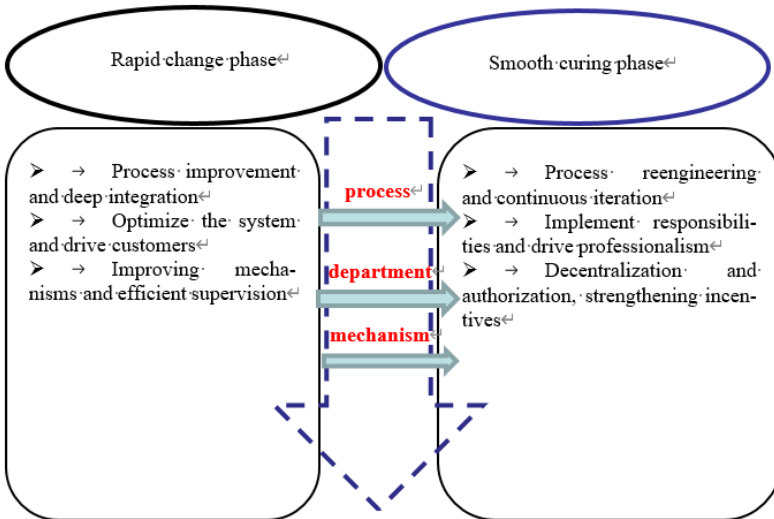 Rapid change phase
Smooth curing phase
➢ → Process improvement
and deep integration
➢ → Optimize the system
and drive customers
➢ → Improving mecha-
nisms and efficient supervision
process
department
mechanism
➢ → Process reengineering
and continuous iteration
➢ → Implement responsibili-
ties and drive professionalism
➢ → Decentralization and
authorization, strengthening incen-
tives